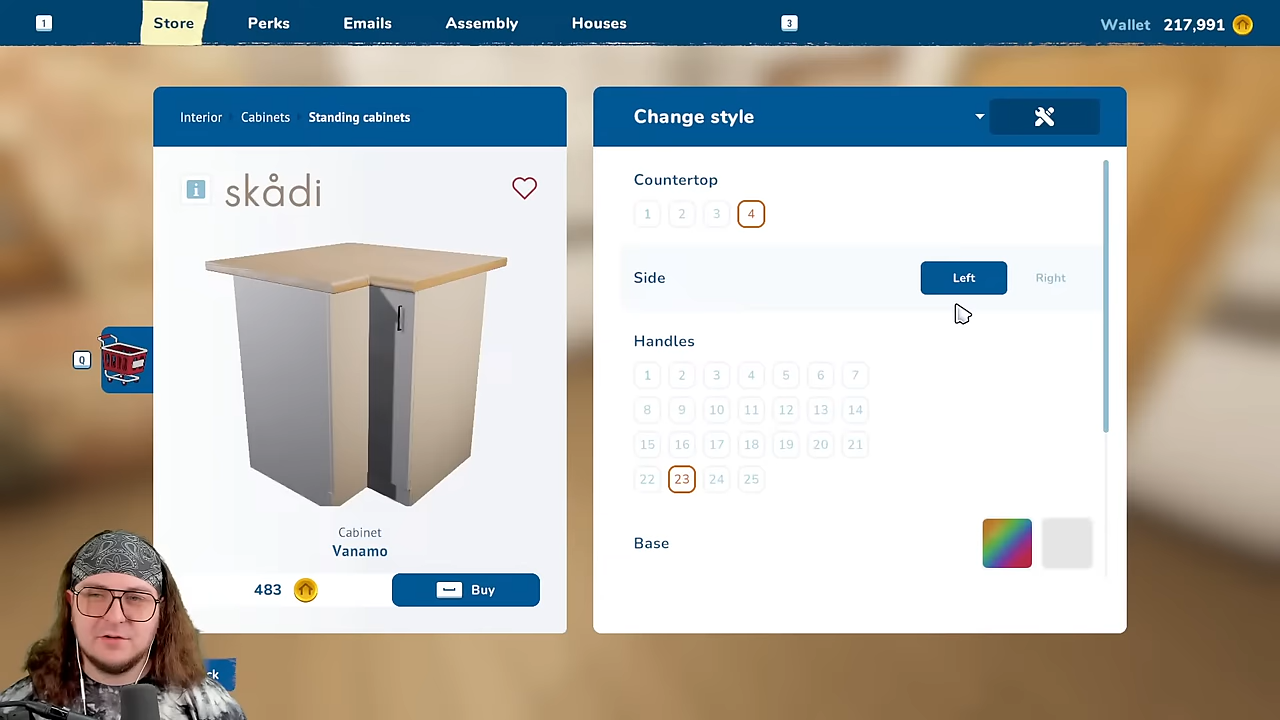 1
Store
Perks
Emails
Assembly
Houses
3
Wallet 217,991
Interior Cabinets Standing cabinets
i skådi
Cabinet
Vanamo
483
Buy
Q
ck
Change style
Countertop
1 2 3 4
Side
Left
Right
Handles
1 2 3 4 5 6 7
8 9 10 11 12 13 14
15 16 17 18 19 20 21
22 23 24 25
Base